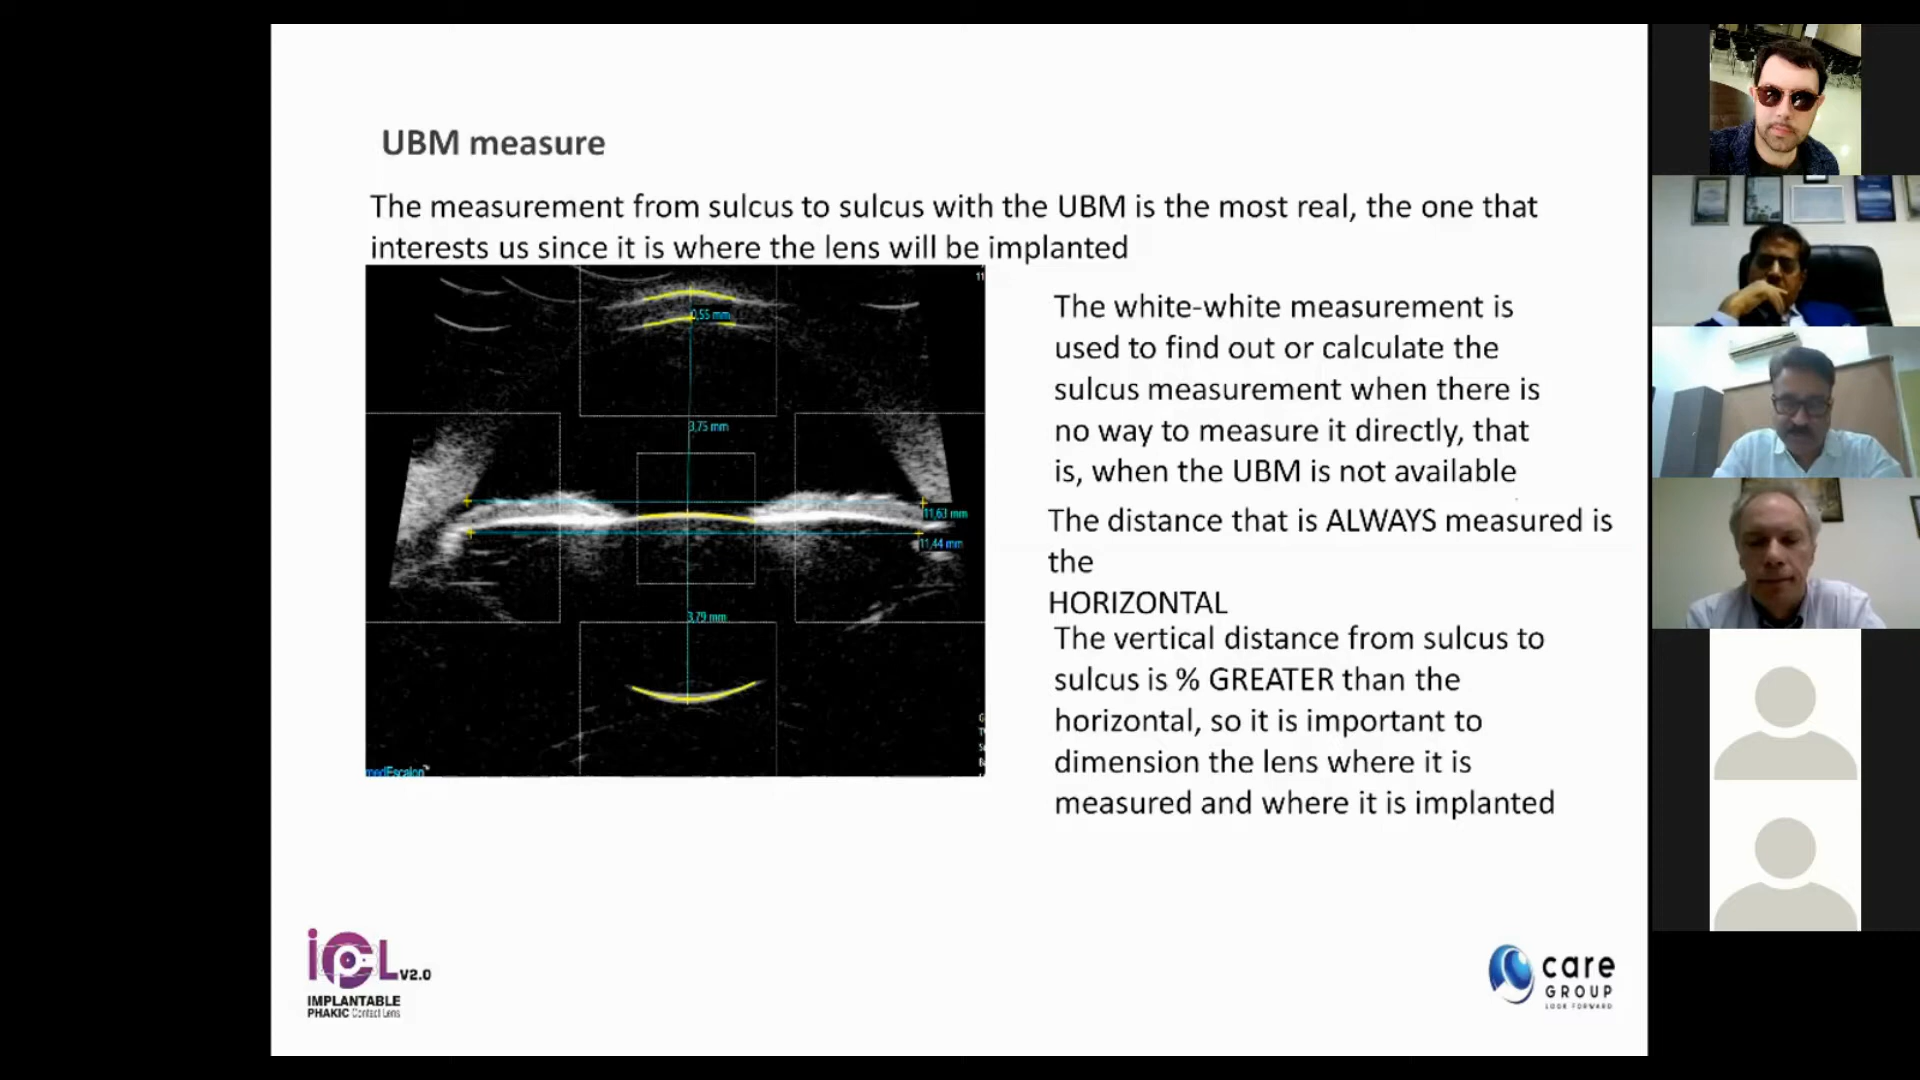 UBM measure
The measurement from sulcus to sulcus with the UBM is the most real, the one that
interests us since it is where the lens will be implanted
11
0,55 mm
3,75 mm
11,63 mm
11,44 mm
3,79 mm
The white-white measurement is
used to find out or calculate the
sulcus measurement when there is
no way to measure it directly, that
is, when the UBM is not available
The distance that is ALWAYS measured is
the
HORIZONTAL
The vertical distance from sulcus to
sulcus is % GREATER than the
horizontal, so it is important to
dimension the lens where it is
measured and where it is implanted
ipcL V2.0
IMPLANTABLE
PHAKIC Contact Lens
care
GROUP
LOOK FORWARD